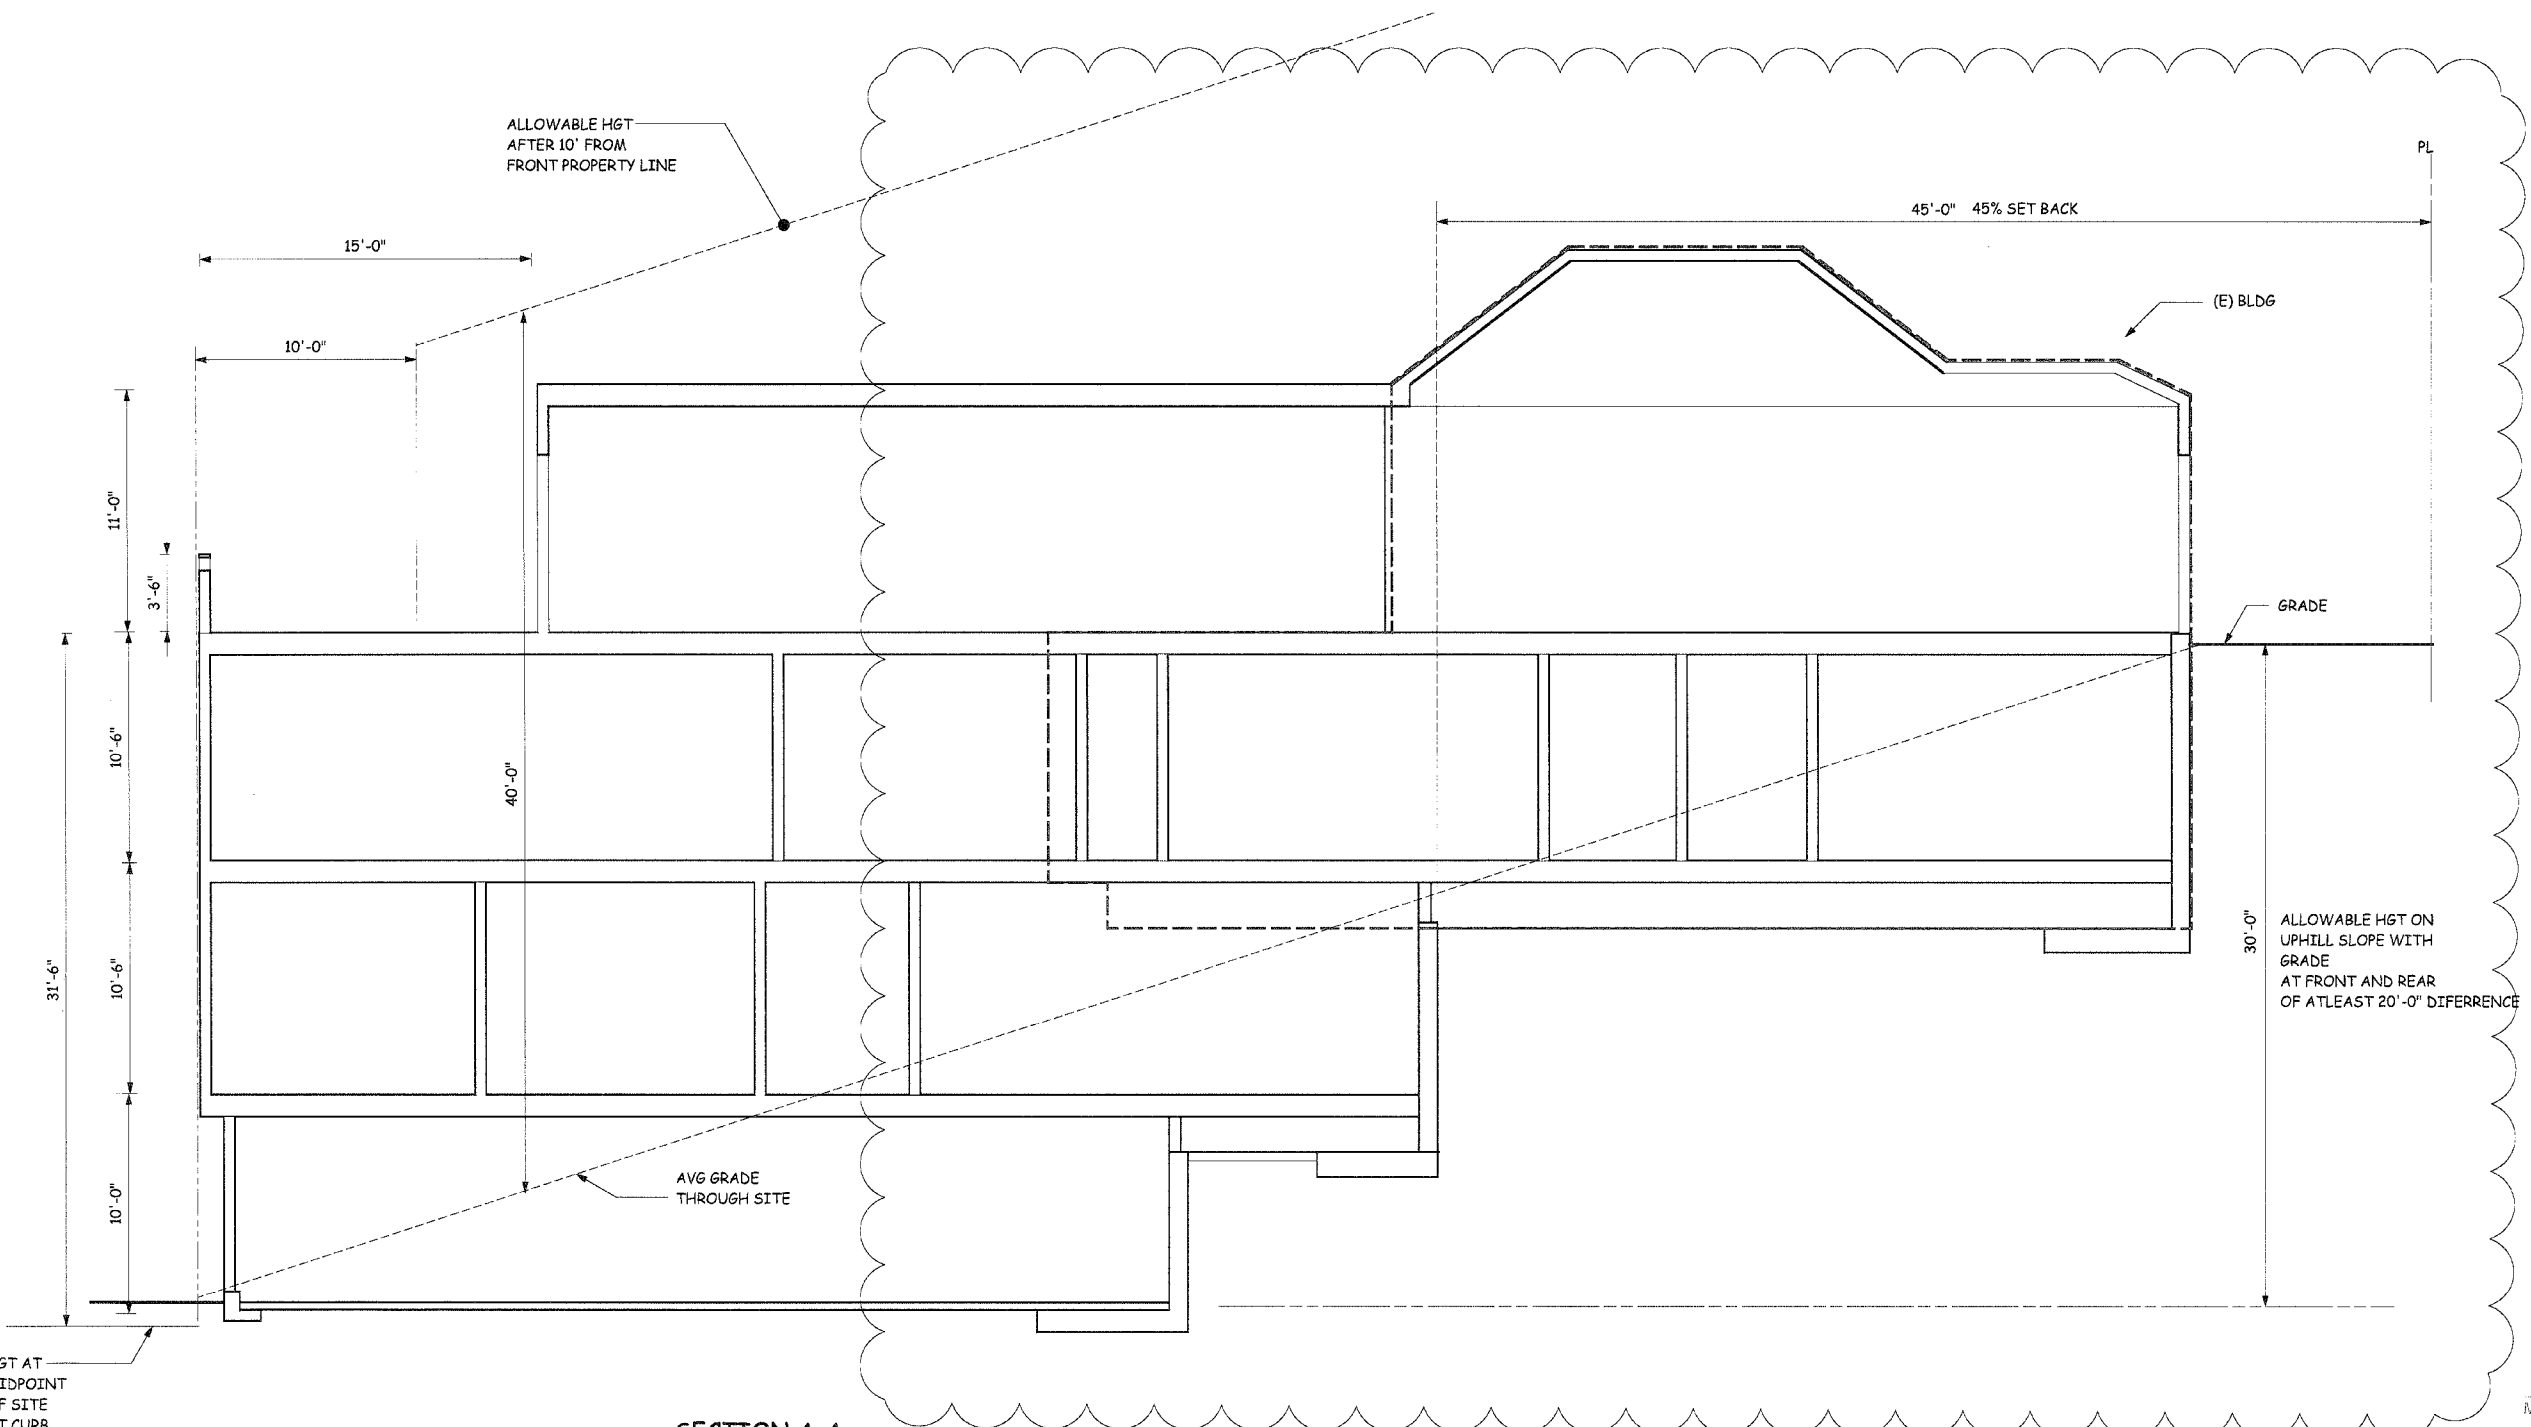 ALLOWABLE HGT
AFTER 10' FROM
FRONT PROPERTY LINE
PL
45'-0" 45% SET BACK
15'-0"
(E) BLDG
10'-0"
11'-0"
3'-6"
GRADE
10'-6"
40'-0"
31'-6"
10'-6"
30'-0"
ALLOWABLE HGT ON
UPHILL SLOPE WITH
GRADE
AT FRONT AND REAR
OF ATLEAST 20'-0" DIFERRENCE
10'-0"
AVG GRADE
THROUGH SITE
AT
SITE
CURB
SECTION